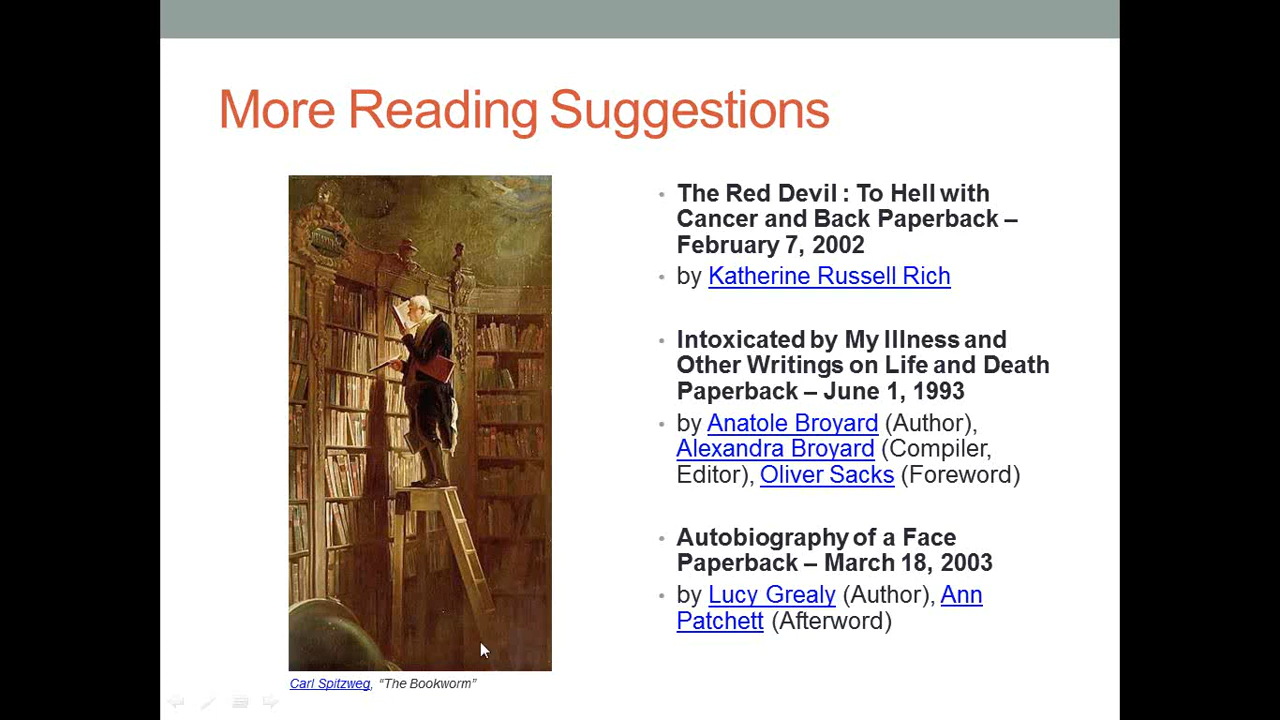 More Reading Suggestions
• The Red Devil : To Hell with
Cancer and Back Paperback –
February 7, 2002
• by Katherine Russell Rich
• Intoxicated by My Illness and
Other Writings on Life and Death
Paperback – June 1, 1993
• by Anatole Broyard (Author),
Alexandra Broyard (Compiler,
Editor), Oliver Sacks (Foreword)
• Autobiography of a Face
Paperback – March 18, 2003
• by Lucy Grealy (Author), Ann
Patchett (Afterword)
Carl Spitzweg, “The Bookworm”